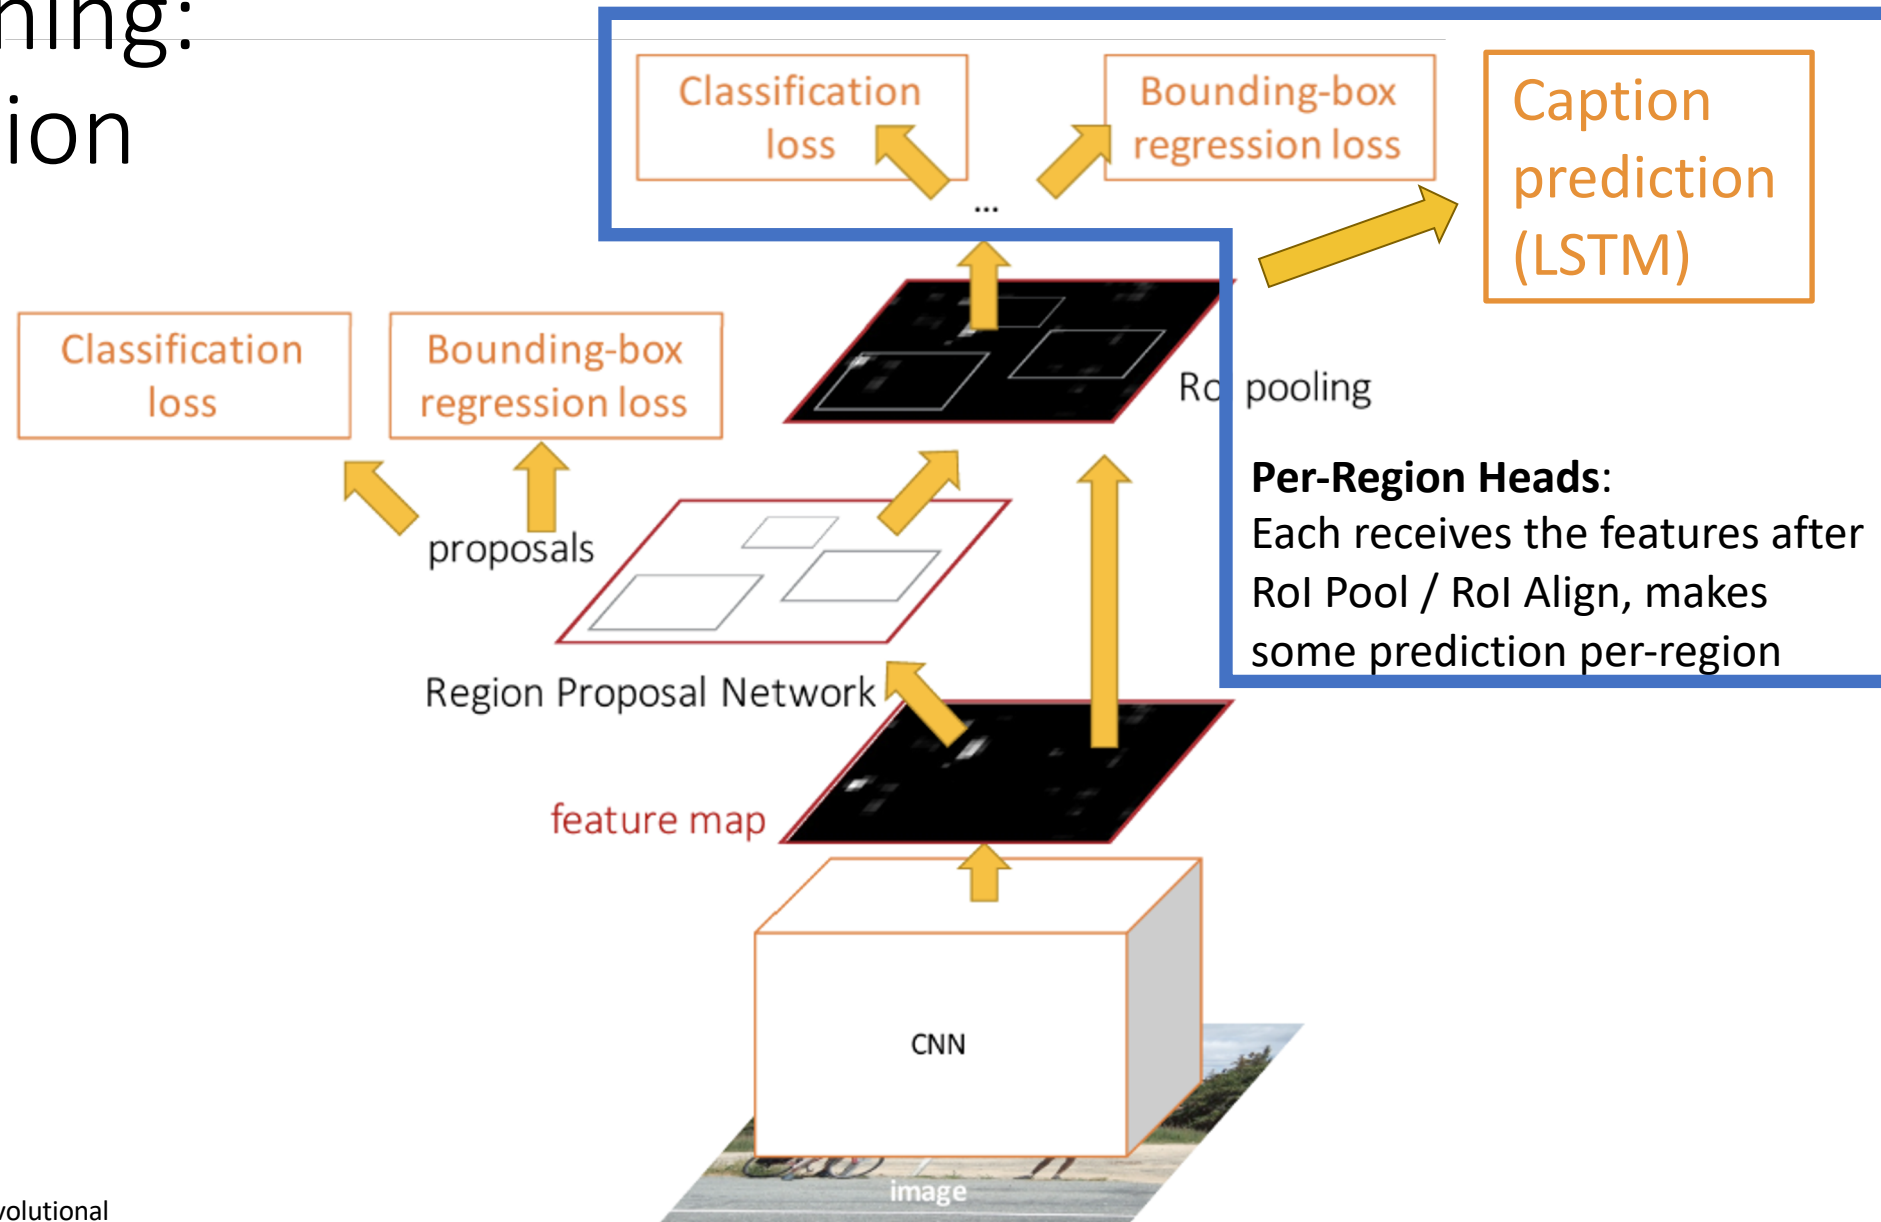 ning:
ion
Classification
loss
Bounding-box
regression loss
Caption
prediction
(LSTM)
...
Classification
loss
Bounding-box
regression loss
RoI pooling
Per-Region Heads:
Each receives the features after
RoI Pool / RoI Align, makes
some prediction per-region
proposals
Region Proposal Network
feature map
CNN
image
volutional